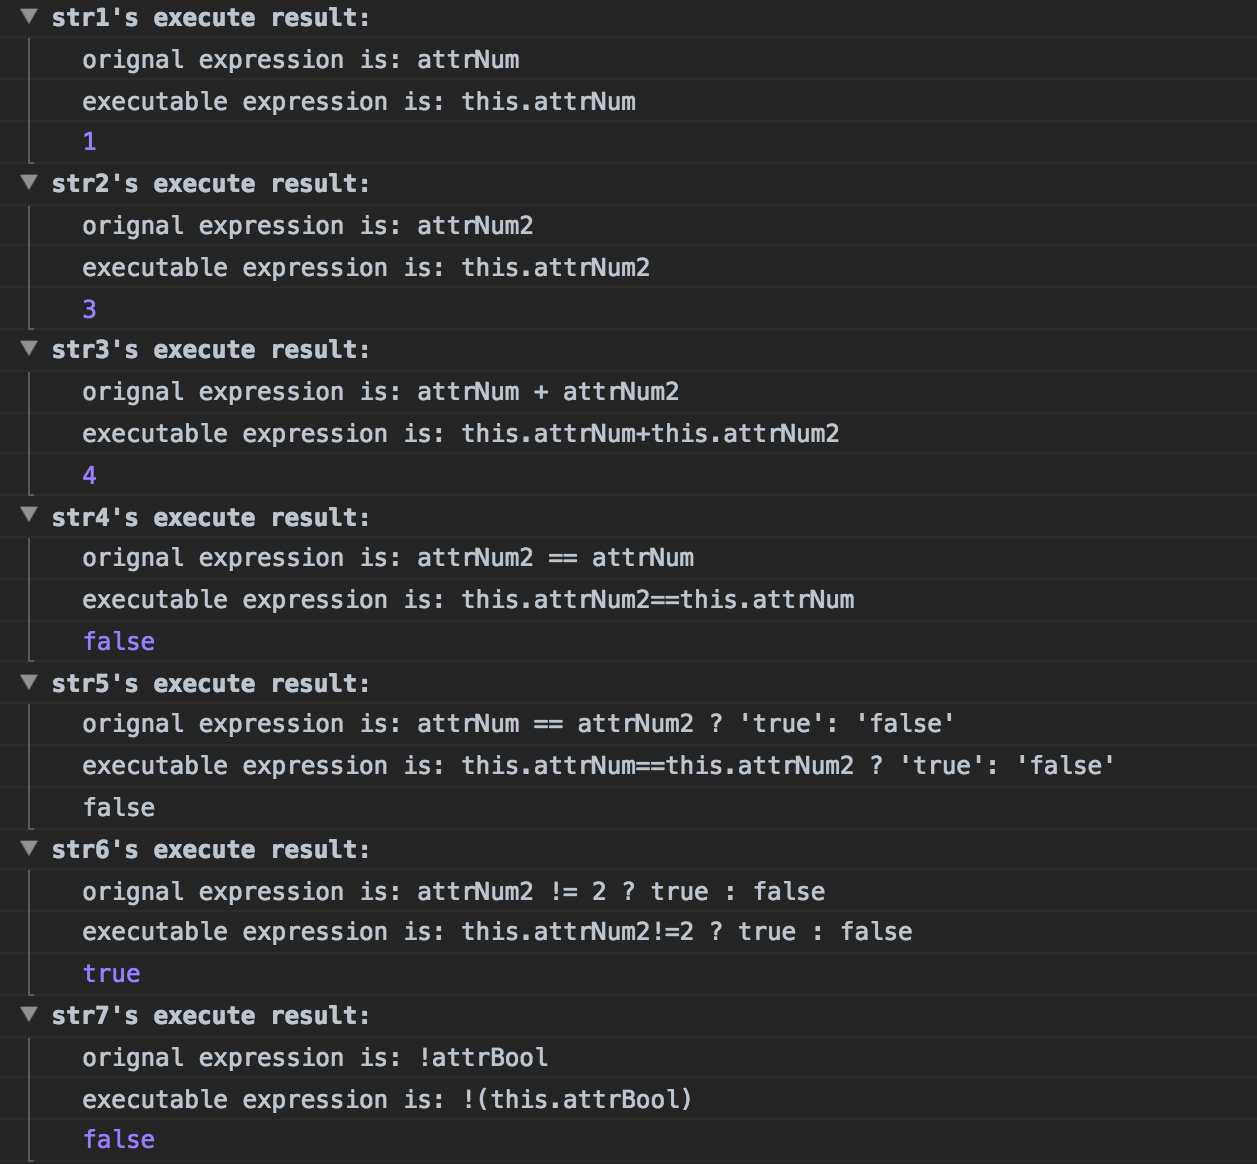 str1's execute result:
orignal expression is: attrNum
executable expression is: this.attrNum
1
str2's execute result:
orignal expression is: attrNum2
executable expression is: this.attrNum2
3
str3's execute result:
orignal expression is: attrNum + attrNum2
executable expression is: this.attrNum+this.attrNum2
4
str4's execute result:
orignal expression is: attrNum2 == attrNum
executable expression is: this.attrNum2==this.attrNum
false
str5's execute result:
orignal expression is: attrNum == attrNum2 ? 'true': 'false'
executable expression is: this.attrNum==this.attrNum2 ? 'true': 'false'
false
str6's execute result:
orignal expression is: attrNum2 != 2 ? true : false
executable expression is: this.attrNum2!=2 ? true : false
true
str7's execute result:
orignal expression is: !attrBool
executable expression is: !(this.attrBool)
false